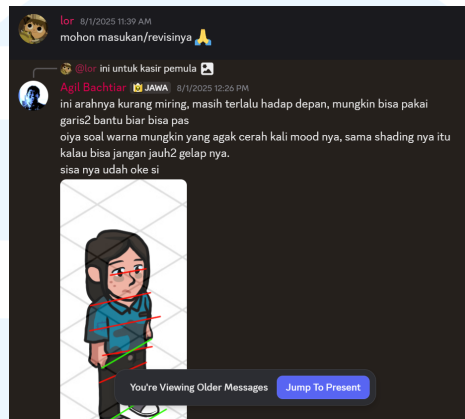 lor 8/1/2025 11:39 AM
mohon masukan/revisinya 🙏
@lor ini untuk kasir pemula
Agil Bachtiar JAWA 8/1/2025 12:26 PM
ini arahnya kurang miring, masih terlalu hadap depan, mungkin bisa pakai
garis2 bantu biar bisa pas
oiya soal warna mungkin yang agak cerah kali mood nya, sama shading nya itu
kalau bisa jangan jauh2 gelap nya.
sisa nya udah oke si
You're Viewing Older Messages Jump To Present